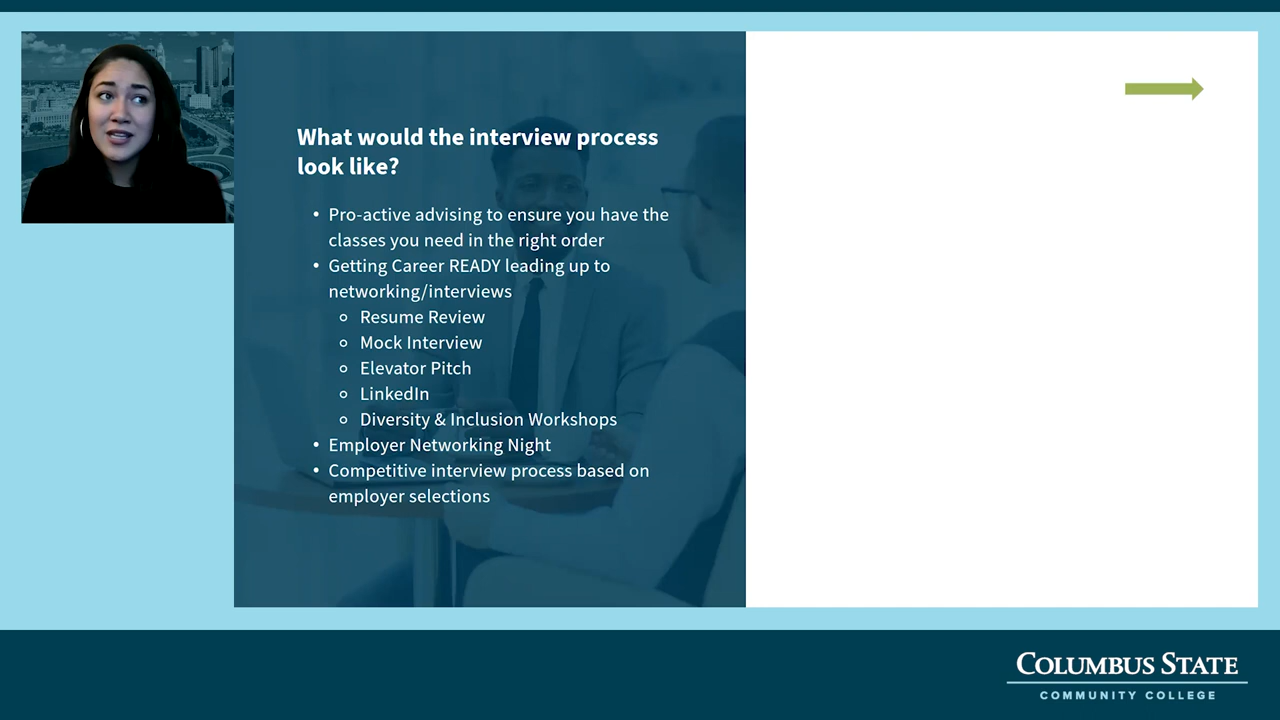 What would the interview process
look like?
• Pro-active advising to ensure you have the
classes you need in the right order
• Getting Career READY leading up to
networking/interviews
○ Resume Review
○ Mock Interview
○ Elevator Pitch
○ LinkedIn
○ Diversity & Inclusion Workshops
• Employer Networking Night
• Competitive interview process based on
employer selections
COLUMBUS STATE
COMMUNITY COLLEGE